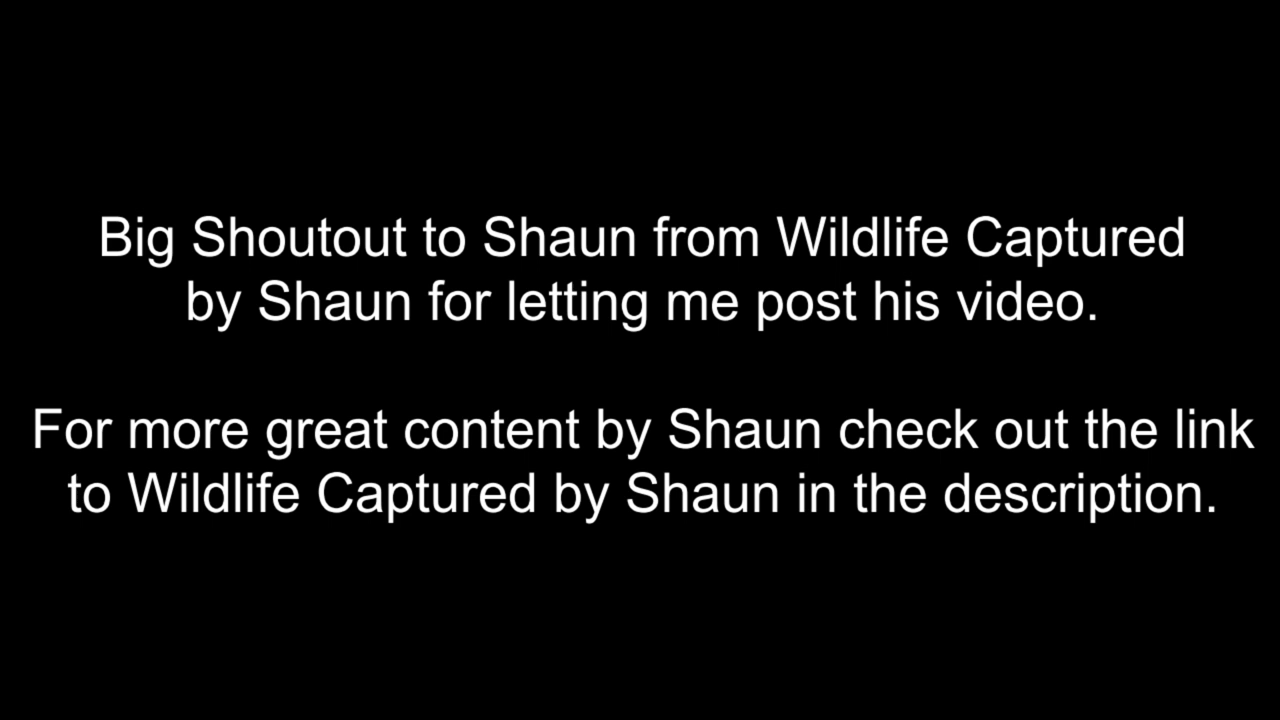 Big Shoutout to Shaun from Wildlife Captured
by Shaun for letting me post his video.
For more great content by Shaun check out the link
to Wildlife Captured by Shaun in the description.